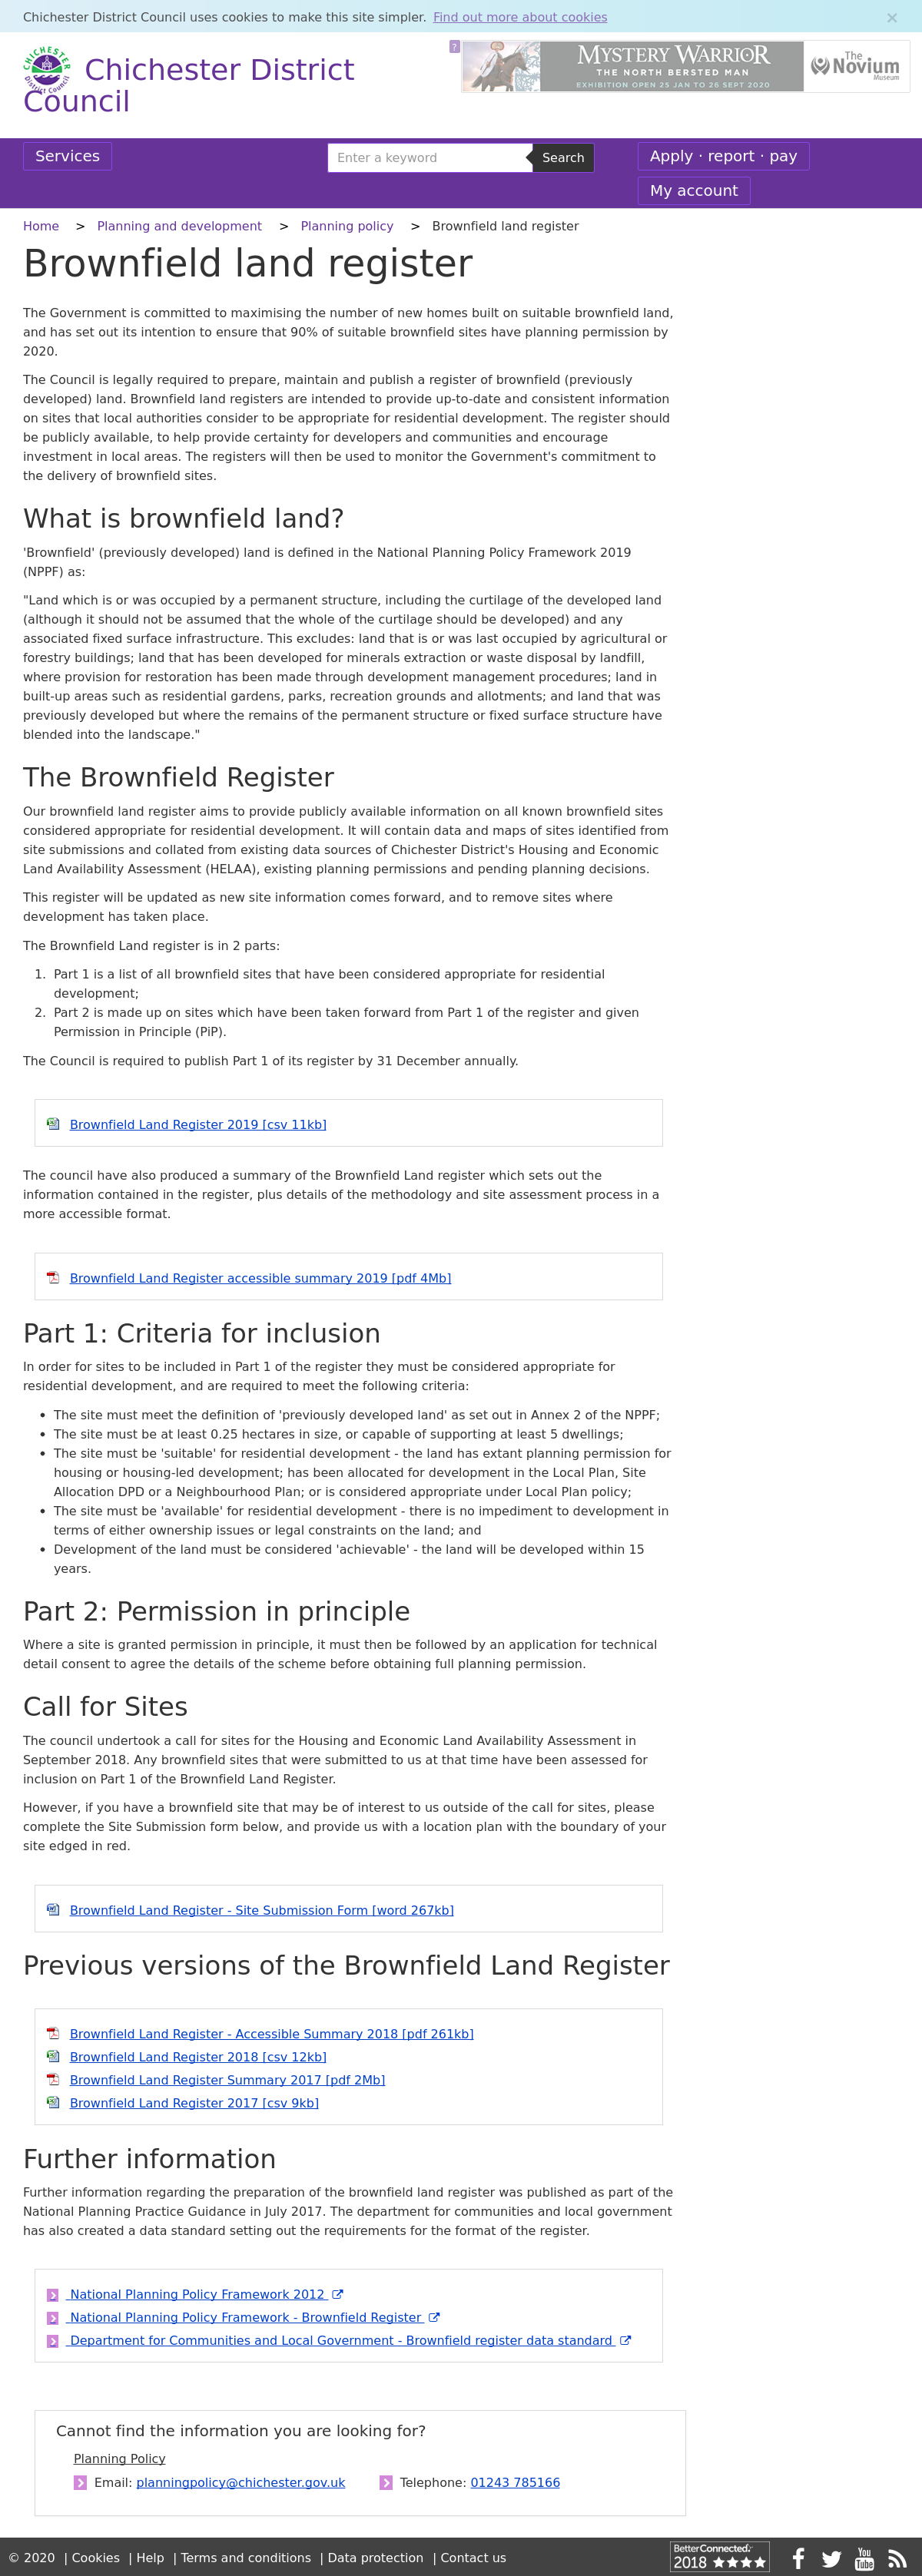 Chichester District Council uses cookies to make this site simpler. Find out more about cookies ×
Chichester District
Council
?
MYSTERY WARRIOR
THE NORTH BERSTED MAN
EXHIBITION OPEN 25 JAN TO 26 SEPT 2020
The
Novium
Museum
Services
Enter a keyword
Search
Apply · report · pay
My account
Home > Planning and development > Planning policy > Brownfield land register
Brownfield land register
The Government is committed to maximising the number of new homes built on suitable brownfield land,
and has set out its intention to ensure that 90% of suitable brownfield sites have planning permission by
2020.
The Council is legally required to prepare, maintain and publish a register of brownfield (previously
developed) land. Brownfield land registers are intended to provide up-to-date and consistent information
on sites that local authorities consider to be appropriate for residential development. The register should
be publicly available, to help provide certainty for developers and communities and encourage
investment in local areas. The registers will then be used to monitor the Government's commitment to
the delivery of brownfield sites.
What is brownfield land?
'Brownfield' (previously developed) land is defined in the National Planning Policy Framework 2019
(NPPF) as:
"Land which is or was occupied by a permanent structure, including the curtilage of the developed land
(although it should not be assumed that the whole of the curtilage should be developed) and any
associated fixed surface infrastructure. This excludes: land that is or was last occupied by agricultural or
forestry buildings; land that has been developed for minerals extraction or waste disposal by landfill,
where provision for restoration has been made through development management procedures; land in
built-up areas such as residential gardens, parks, recreation grounds and allotments; and land that was
previously developed but where the remains of the permanent structure or fixed surface structure have
blended into the landscape."
The Brownfield Register
Our brownfield land register aims to provide publicly available information on all known brownfield sites
considered appropriate for residential development. It will contain data and maps of sites identified from
site submissions and collated from existing data sources of Chichester District's Housing and Economic
Land Availability Assessment (HELAA), existing planning permissions and pending planning decisions.
This register will be updated as new site information comes forward, and to remove sites where
development has taken place.
The Brownfield Land register is in 2 parts:
1. Part 1 is a list of all brownfield sites that have been considered appropriate for residential
development;
2. Part 2 is made up on sites which have been taken forward from Part 1 of the register and given
Permission in Principle (PiP).
The Council is required to publish Part 1 of its register by 31 December annually.
Brownfield Land Register 2019 [csv 11kb]
The council have also produced a summary of the Brownfield Land register which sets out the
information contained in the register, plus details of the methodology and site assessment process in a
more accessible format.
Brownfield Land Register accessible summary 2019 [pdf 4Mb]
Part 1: Criteria for inclusion
In order for sites to be included in Part 1 of the register they must be considered appropriate for
residential development, and are required to meet the following criteria:
• The site must meet the definition of 'previously developed land' as set out in Annex 2 of the NPPF;
• The site must be at least 0.25 hectares in size, or capable of supporting at least 5 dwellings;
• The site must be 'suitable' for residential development - the land has extant planning permission for
housing or housing-led development; has been allocated for development in the Local Plan, Site
Allocation DPD or a Neighbourhood Plan; or is considered appropriate under Local Plan policy;
• The site must be 'available' for residential development - there is no impediment to development in
terms of either ownership issues or legal constraints on the land; and
• Development of the land must be considered 'achievable' - the land will be developed within 15
years.
Part 2: Permission in principle
Where a site is granted permission in principle, it must then be followed by an application for technical
detail consent to agree the details of the scheme before obtaining full planning permission.
Call for Sites
The council undertook a call for sites for the Housing and Economic Land Availability Assessment in
September 2018. Any brownfield sites that were submitted to us at that time have been assessed for
inclusion on Part 1 of the Brownfield Land Register.
However, if you have a brownfield site that may be of interest to us outside of the call for sites, please
complete the Site Submission form below, and provide us with a location plan with the boundary of your
site edged in red.
Brownfield Land Register - Site Submission Form [word 267kb]
Previous versions of the Brownfield Land Register
Brownfield Land Register - Accessible Summary 2018 [pdf 261kb]
Brownfield Land Register 2018 [csv 12kb]
Brownfield Land Register Summary 2017 [pdf 2Mb]
Brownfield Land Register 2017 [csv 9kb]
Further information
Further information regarding the preparation of the brownfield land register was published as part of the
National Planning Practice Guidance in July 2017. The department for communities and local government
has also created a data standard setting out the requirements for the format of the register.
National Planning Policy Framework 2012
National Planning Policy Framework - Brownfield Register
Department for Communities and Local Government - Brownfield register data standard
Cannot find the information you are looking for?
Planning Policy
Email: planningpolicy@chichester.gov.uk Telephone: 01243 785166
© 2020 | Cookies | Help | Terms and conditions | Data protection | Contact us
BetterConnected
2018 ★★★★
You
Tube